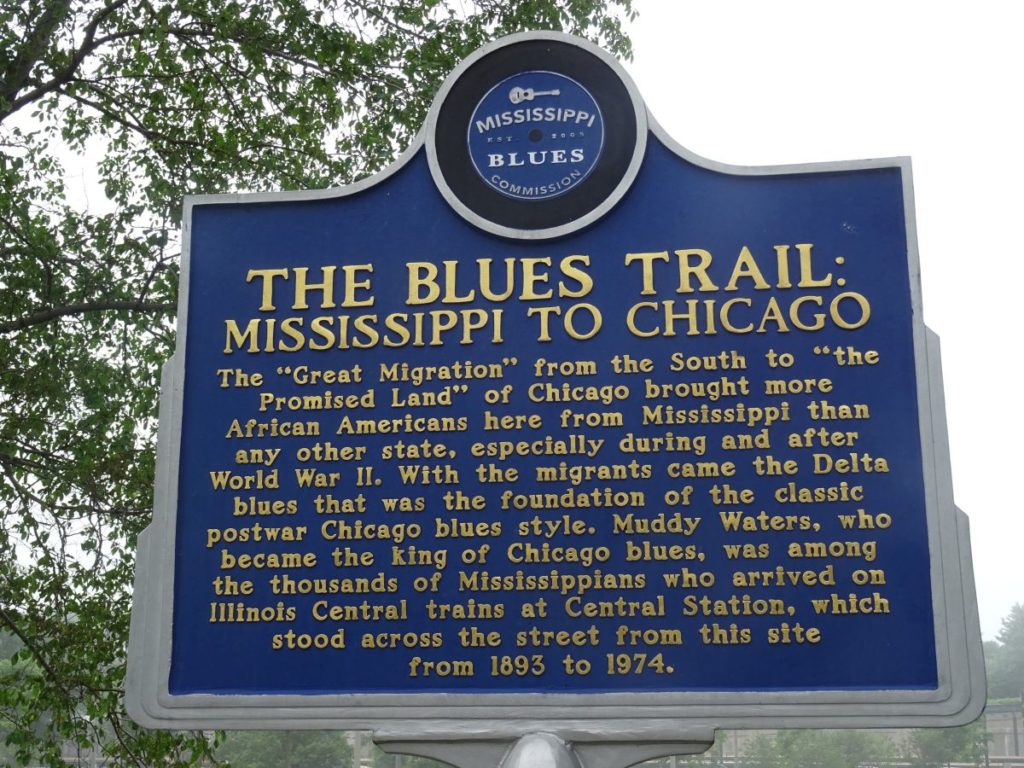 MISSISSIPPI
EST. 2003
BLUES
COMMISSION
THE BLUES TRAIL:
MISSISSIPPI TO CHICAGO
The "Great Migration" from the South to "the
Promised Land" of Chicago brought more
African Americans here from Mississippi than
any other state, especially during and after
World War II. With the migrants came the Delta
blues that was the foundation of the classic
postwar Chicago blues style. Muddy Waters, who
became the king of Chicago blues, was among
the thousands of Mississippians who arrived on
Illinois Central trains at Central Station, which
stood across the street from this site
from 1893 to 1974.